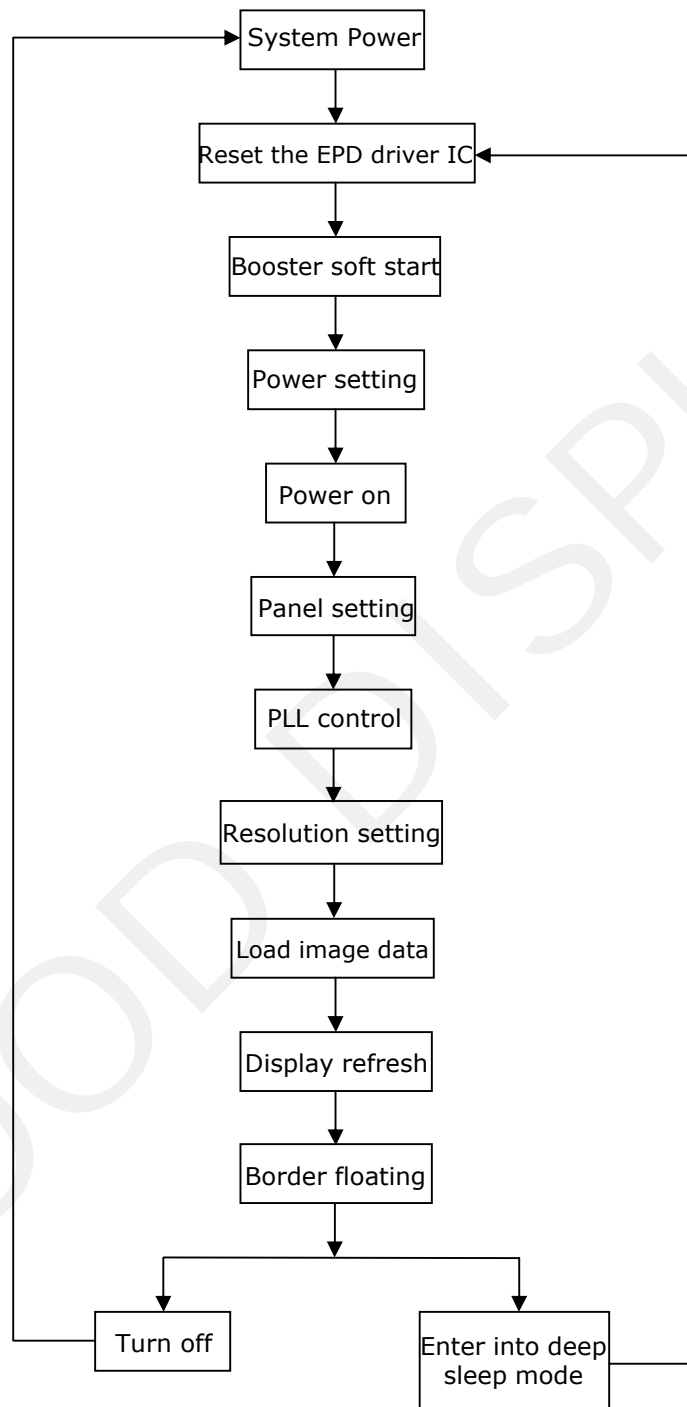 System Power
Reset the EPD driver IC
Booster soft start
Power setting
Power on
Panel setting
PLL control
Resolution setting
Load image data
Display refresh
Border floating
Turn off
Enter into deep
sleep mode